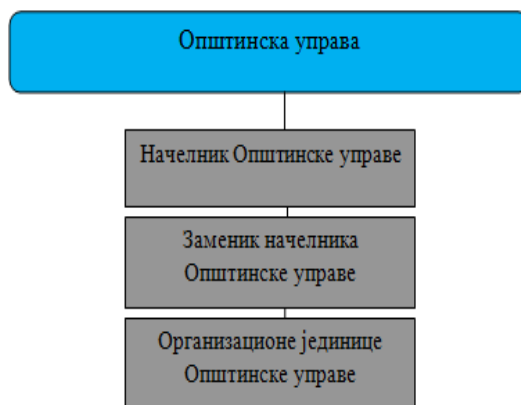 Општинска управа
Начелник Општинске управе
Заменик начелника
Општинске управе
Организационе јединице
Општинске управе